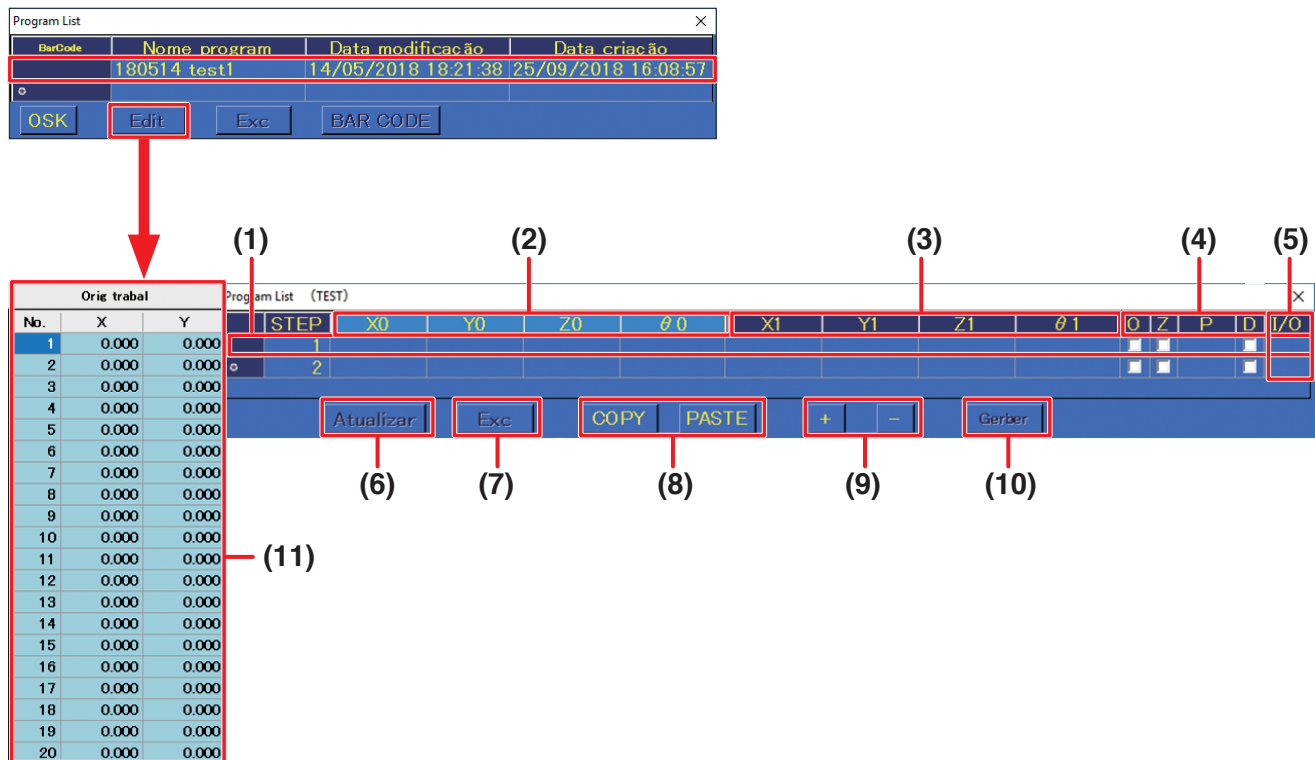 Program List ×
BarCode Nome program Data modificação Data criação
180514 test1 14/05/2018 18:21:38 25/09/2018 16:08:57
OSK Edit Exc BAR CODE
(1) (2) (3) (4) (5)
Orig trabal Program List (TEST) ×
No. X Y STEP X0 Y0 Z0 θ0 X1 Y1 Z1 θ1 O Z P D I/O
1 0.000 0.000 1
2 0.000 0.000 2
3 0.000 0.000
4 0.000 0.000
5 0.000 0.000
Atualizar Exc COPY PASTE + - Gerber
6 0.000 0.000
7 0.000 0.000
8 0.000 0.000
(6) (7) (8) (9) (10)
9 0.000 0.000
10 0.000 0.000
11 0.000 0.000
(11)
12 0.000 0.000
13 0.000 0.000
14 0.000 0.000
15 0.000 0.000
16 0.000 0.000
17 0.000 0.000
18 0.000 0.000
19 0.000 0.000
20 0.000 0.000